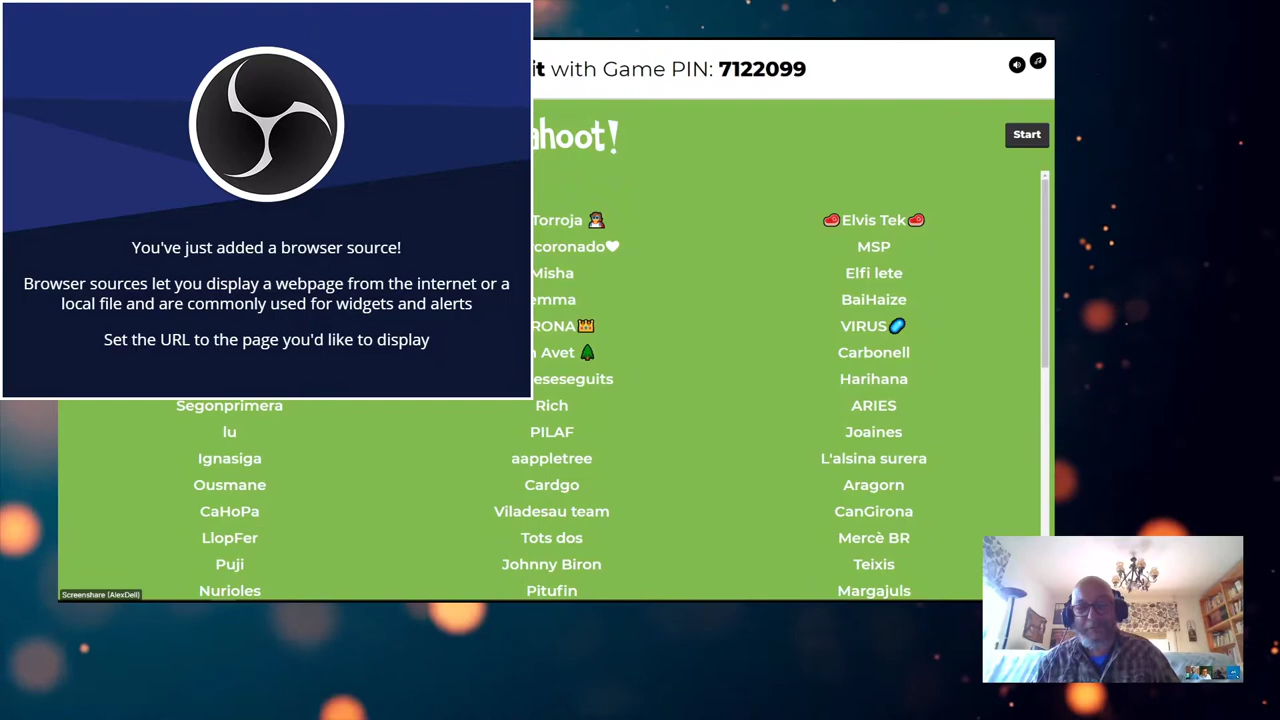 You've just added a browser source!
Browser sources let you display a webpage from the internet or a
local file and are commonly used for widgets and alerts
Set the URL to the page you'd like to display
it with Game PIN: 7122099
ahoot!
Start
Torroja
Elvis Tek
coronado
MSP
Misha
Elfi lete
emma
BaiHaize
RONA
VIRUS
Avet
Carbonell
eseseguits
Harihana
Segonprimera
Rich
ARIES
lu
PILAF
Joaines
Ignasiga
aappletree
L'alsina surera
Ousmane
Cardgo
Aragorn
CaHoPa
Viladesau team
CanGirona
LlopFer
Tots dos
Mercè BR
Puji
Johnny Biron
Teixis
Nurioles
Pitufin
Margajuls
Screenshare (AlexDell)